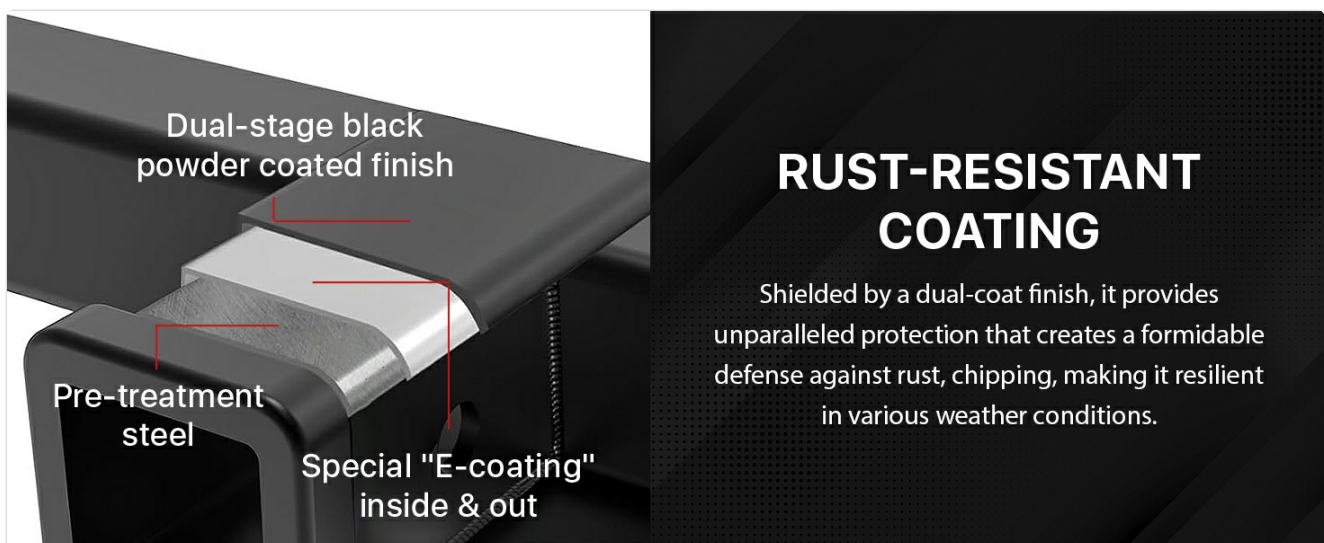 Dual-stage black
powder coated finish
Pre-treatment
steel
Special "E-coating"
inside & out
RUST-RESISTANT
COATING
Shielded by a dual-coat finish, it provides
unparalleled protection that creates a formidable
defense against rust, chipping, making it resilient
in various weather conditions.